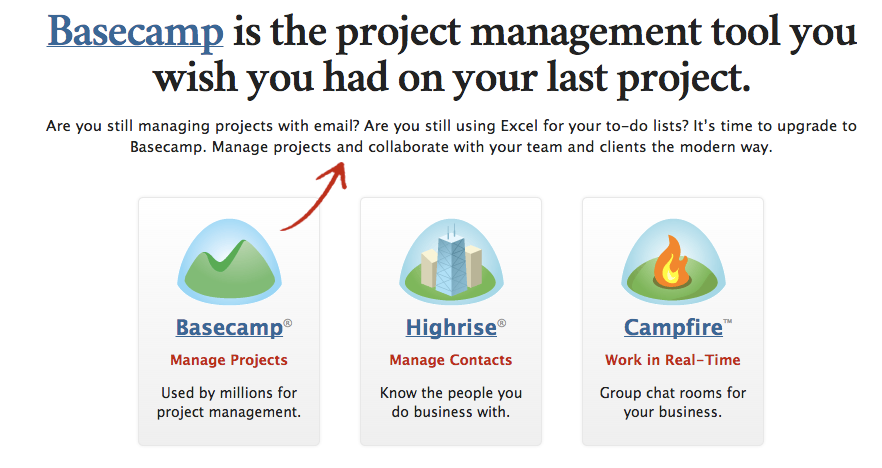 Basecamp is the project management tool you
wish you had on your last project.
Are you still managing projects with email? Are you still using Excel for your to-do lists? It's time to upgrade to
Basecamp. Manage projects and collaborate with your team and clients the modern way.
Basecamp®
Manage Projects
Used by millions for
project management.
Highrise®
Manage Contacts
Know the people you
do business with.
Campfire™
Work in Real-Time
Group chat rooms for
your business.